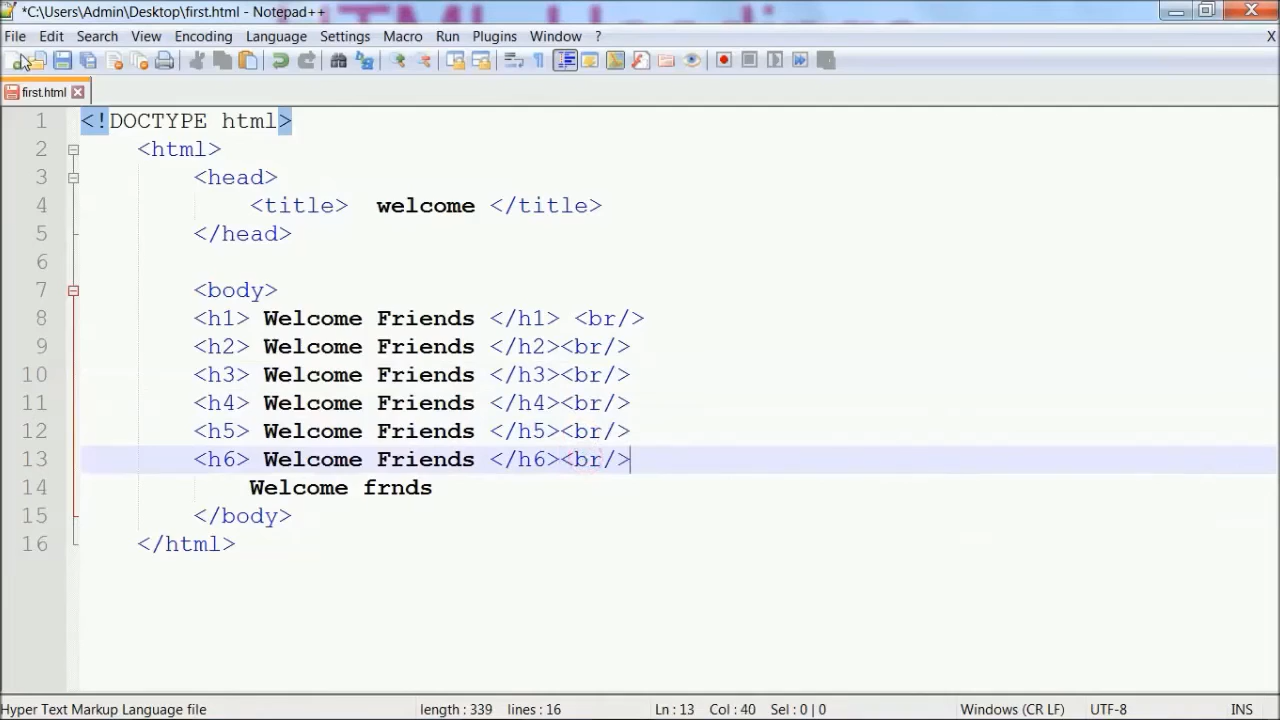 *C:\Users\Admin\Desktop\first.html - Notepad++
File Edit Search View Encoding Language Settings Macro Run Plugins Window ? X
first.html
1 <!DOCTYPE html>
2 <html>
3 <head>
4 <title> welcome </title>
5 </head>
6
7 <body>
8 <h1> Welcome Friends </h1> <br/>
9 <h2> Welcome Friends </h2><br/>
10 <h3> Welcome Friends </h3><br/>
11 <h4> Welcome Friends </h4><br/>
12 <h5> Welcome Friends </h5><br/>
13 <h6> Welcome Friends </h6><br/>
14 Welcome frnds
15 </body>
16 </html>
Hyper Text Markup Language file length : 339 lines : 16 Ln : 13 Col : 40 Sel : 0 | 0 Windows (CR LF) UTF-8 INS